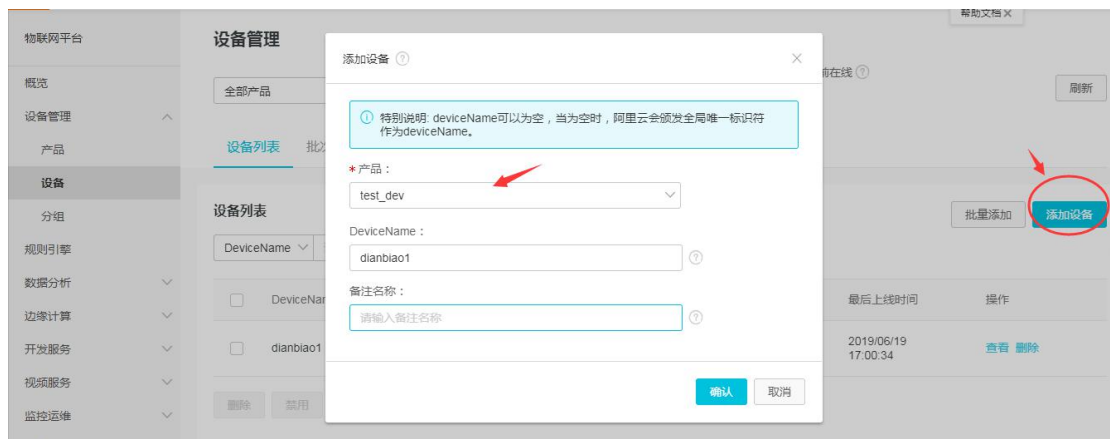 帮助文档 ×
物联网平台
概览
设备管理
产品
设备
分组
规则引擎
数据分析
边缘计算
开发服务
视频服务
监控运维
设备管理
全部产品
前在线
刷新
设备列表
设备列表
批量添加
添加设备
DeviceName
DeviceNam
最后上线时间
操作
dianbiao1
2019/06/19
17:00:34
查看 删除
删除
禁用
添加设备
特别说明: deviceName可以为空，当为空时，阿里云会颁发全局唯一标识符
作为deviceName。
*产品：
test_dev
DeviceName：
dianbiao1
备注名称：
请输入备注名称
确认
取消